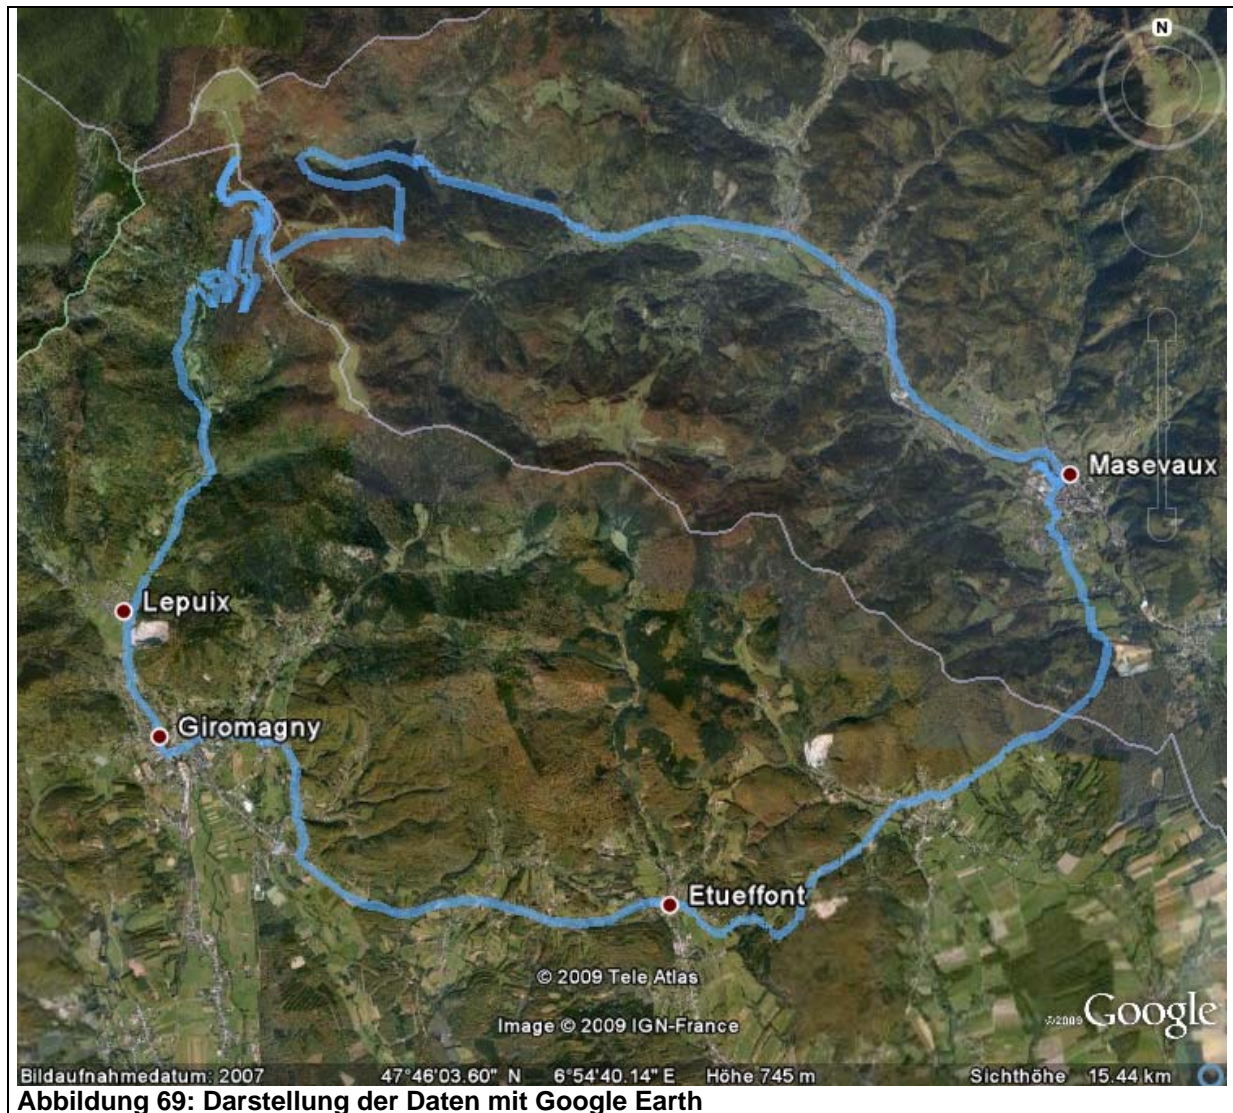 N
Masevaux
Lepuix
Giromagny
Etueffont
© 2009 Tele Atlas
Image © 2009 IGN-France
©2009 Google
Bildaufnahmedatum: 2007 47°46'03.60" N 6°54'40.14" E Höhe 745 m Sichthöhe 15.44 km
Abbildung 69: Darstellung der Daten mit Google Earth